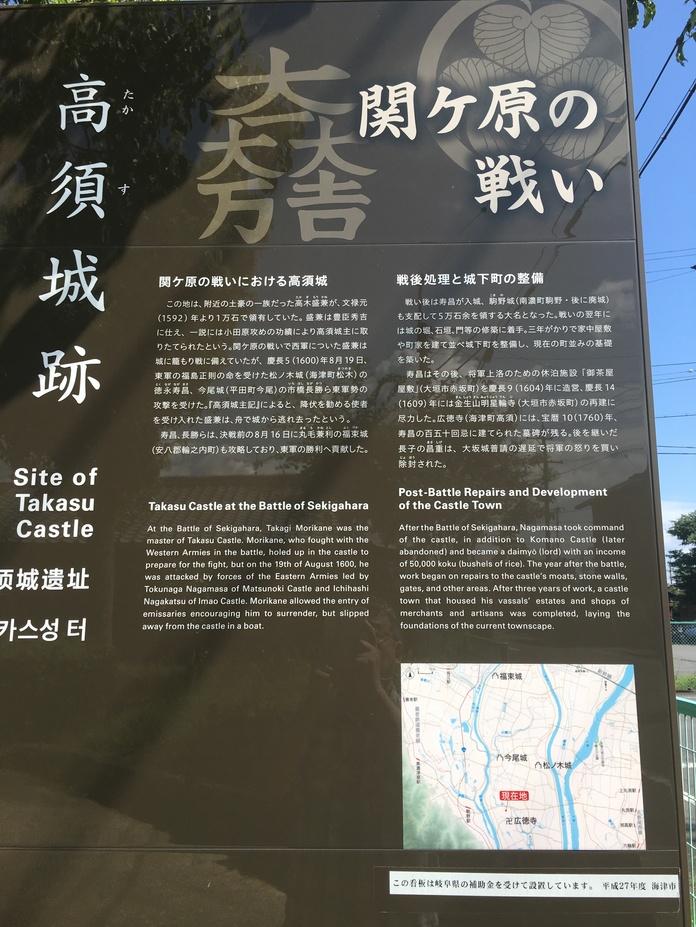 高須城跡
たか
す
Site of
Takasu
Castle
须城遗址
카스성 터
大一大万大吉
関ケ原の
戦い
関ケ原の戦いにおける高須城
この地は、附近の土豪の一族だった高木盛兼が、文禄元
(1592)年より1万石で領有していた。盛兼は豊臣秀吉
に仕え、一説には小田原攻めの功績により高須城主に取
りたてられたという。関ケ原の戦いで西軍についた盛兼は
城に籠もり戦に備えていたが、慶長5(1600)年8月19日、
東軍の福島正則の命を受けた松ノ木城(海津町松木)の
徳永寿昌、今尾城(平田町今尾)の市橋長勝ら東軍勢の
攻撃を受けた。『高須城主記』によると、降伏を勧める使者
を受け入れた盛兼は、舟で城から逃れ去ったという。
寿昌、長勝らは、決戦前の8月16日に丸毛兼利の福束城
(安八郡輪之内町)も攻略しており、東軍の勝利へ貢献した。
戦後処理と城下町の整備
戦い後は寿昌が入城、駒野城(南濃町駒野・後に廃城)
も支配して5万石余を領する大名となった。戦いの翌年に
は城の堀、石垣、門等の修築に着手。三年がかりで家中屋敷
や町家を建て並べ城下町を整備し、現在の町並みの基礎
を築いた。
寿昌はその後、将軍上洛のための休泊施設「御茶屋
屋敷」(大垣市赤坂町)を慶長9(1604)年に造営、慶長14
(1609)年には金生山明星輪寺(大垣市赤坂町)の再建に
尽力した。広徳寺(海津町高須)には、宝暦10(1760)年、
寿昌の百五十回忌に建てられた墓碑が残る。後を継いだ
長子の昌重は、大坂城普請の遅延で将軍の怒りを買い
除封された。
Takasu Castle at the Battle of Sekigahara
At the Battle of Sekigahara, Takagi Morikane was the
master of Takasu Castle. Morikane, who fought with the
Western Armies in the battle, holed up in the castle to
prepare for the fight, but on the 19th of August 1600, he
was attacked by forces of the Eastern Armies led by
Tokunaga Nagamasa of Matsunoki Castle and Ichihashi
Nagakatsu of Imao Castle. Morikane allowed the entry of
emissaries encouraging him to surrender, but slipped
away from the castle in a boat.
Post-Battle Repairs and Development
of the Castle Town
After the Battle of Sekigahara, Nagamasa took command
of the castle, in addition to Komano Castle (later
abandoned) and became a daimyō (lord) with an income
of 50,000 koku (bushels of rice). The year after the battle,
work began on repairs to the castle's moats, stone walls,
gates, and other areas. After three years of work, a castle
town that housed his vassals' estates and shops of
merchants and artisans was completed, laying the
foundations of the current townscape.
福束城
今尾城
松ノ木城
現在地
卍広徳寺
この看板は岐阜県の補助金を受けて設置しています。 平成27年度 海津市